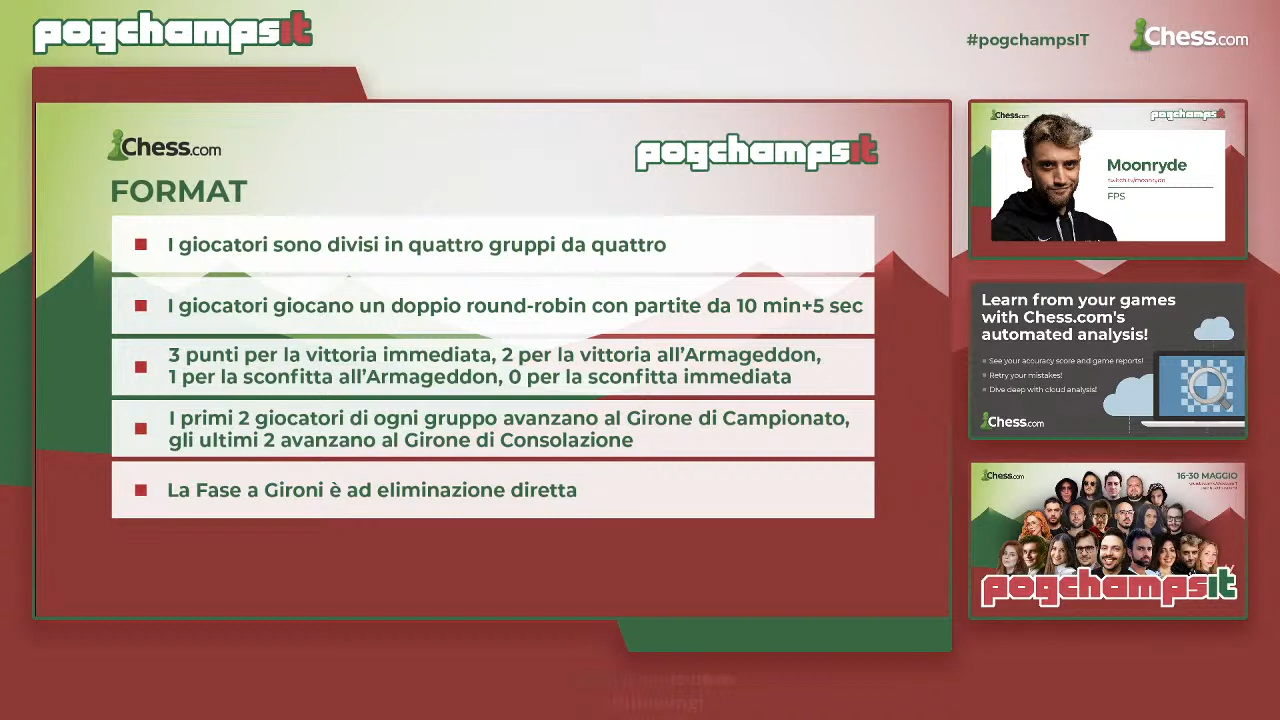 pogchampsit
#pogchampsIT
Chess.com
Chess.com
pogchampsit
FORMAT
I giocatori sono divisi in quattro gruppi da quattro
I giocatori giocano un doppio round-robin con partite da 10 min+5 sec
3 punti per la vittoria immediata, 2 per la vittoria all'Armageddon,
1 per la sconfitta all'Armageddon, 0 per la sconfitta immediata
I primi 2 giocatori di ogni gruppo avanzano al Girone di Campionato,
gli ultimi 2 avanzano al Girone di Consolazione
La Fase a Gironi è ad eliminazione diretta
Chess.com
pogchampsit
Moonryde
twitch.tv/moonryde
FPS
Learn from your games
with Chess.com's
automated analysis!
See your accuracy score and game reports!
Retry your mistakes!
Dive deep with cloud analysis!
Chess.com
Chess.com
16-30 MAGGIO
pogchampsit